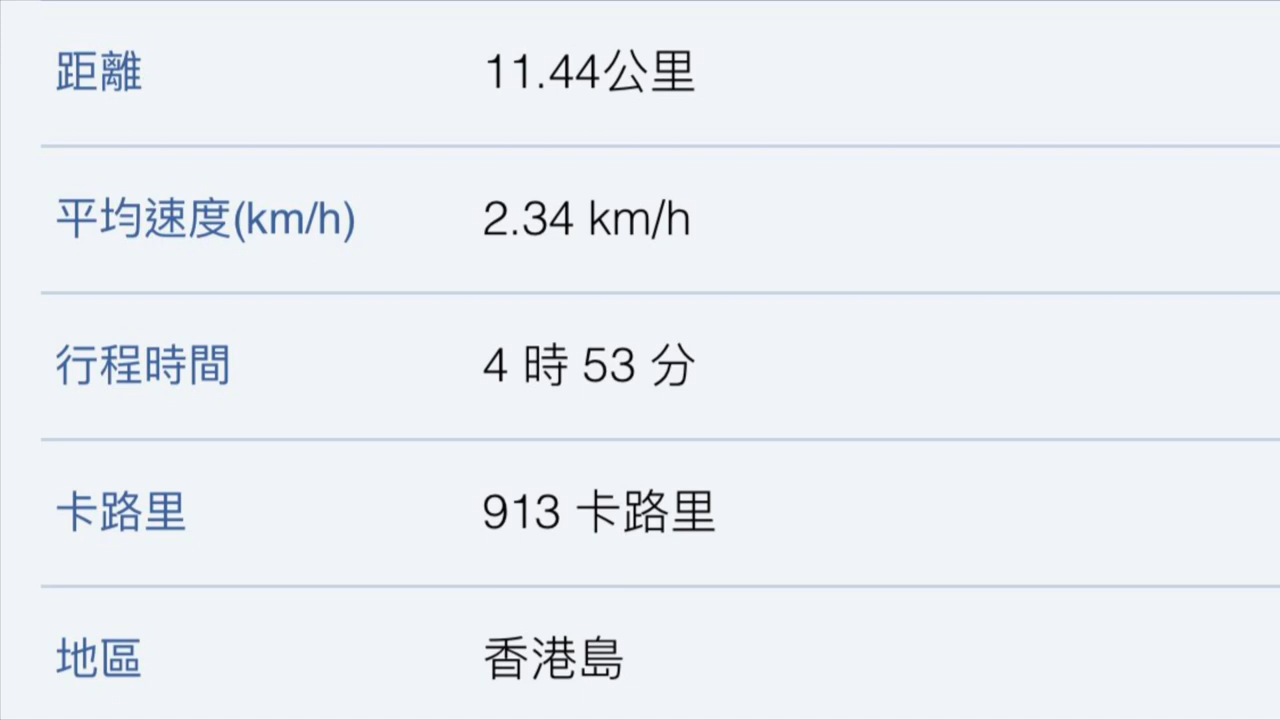 距離 11.44公里
平均速度(km/h) 2.34 km/h
行程時間 4 時 53 分
卡路里 913 卡路里
地區 香港島